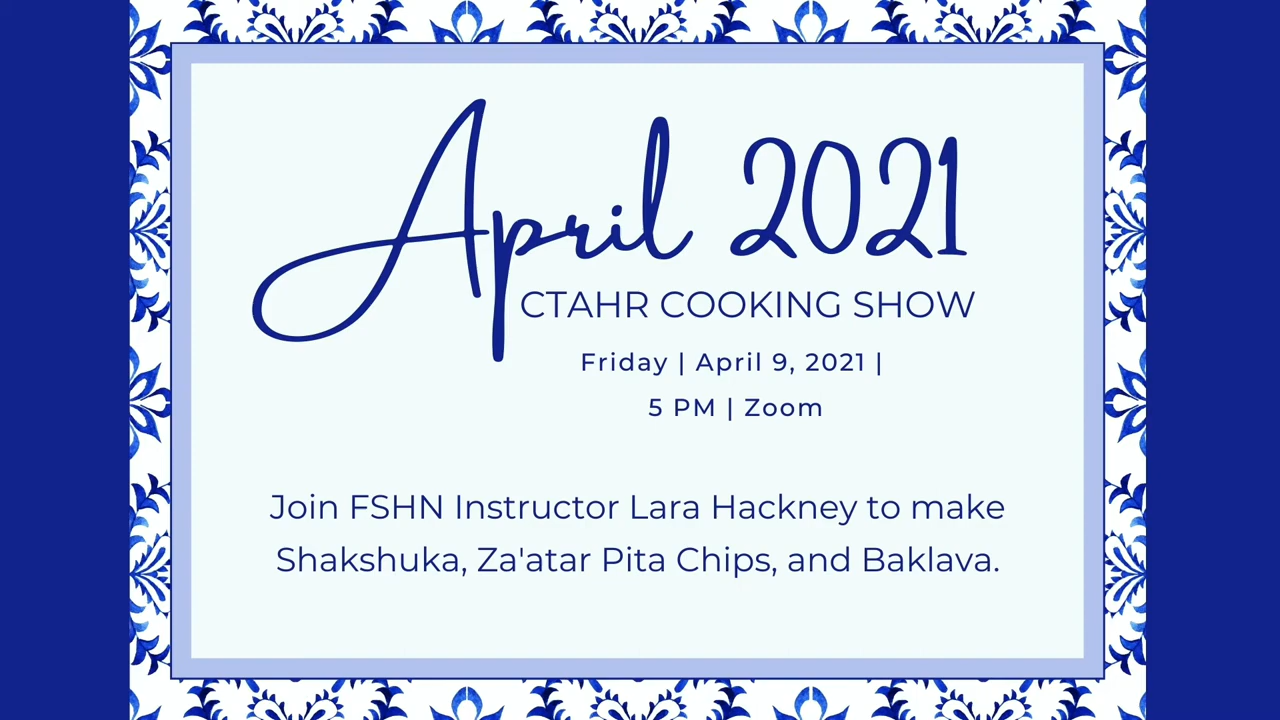 April 2021
CTAHR COOKING SHOW
Friday | April 9, 2021 |
5 PM | Zoom
Join FSHN Instructor Lara Hackney to make
Shakshuka, Za'atar Pita Chips, and Baklava.